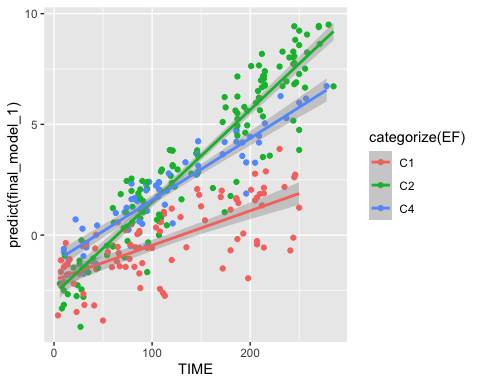 10
5
0
0
100
200
TIME
predict(final_model_1)
categorize(EF)
C1
C2
C4